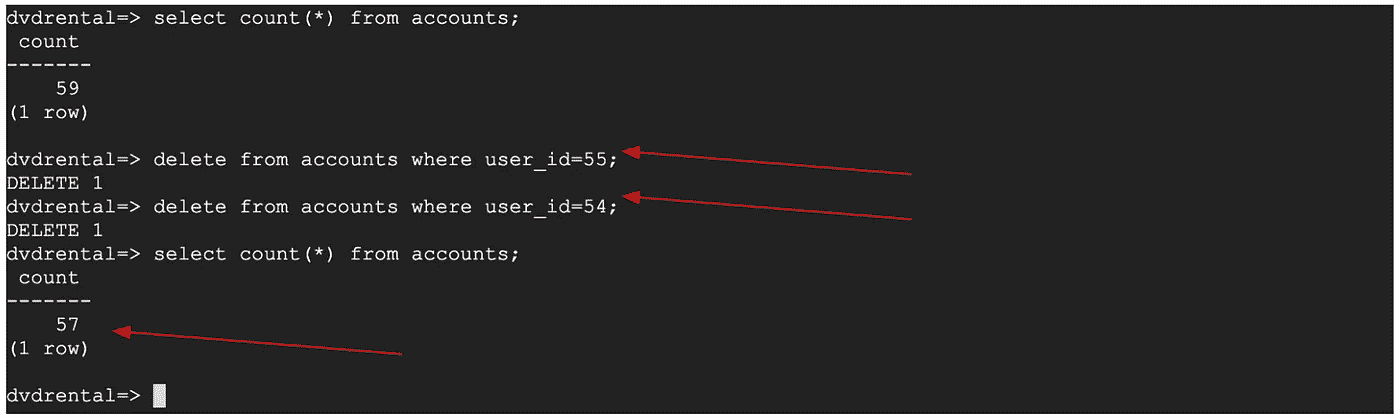 dvdrental=> select count(*) from accounts;
 count
-------
    59
(1 row)

dvdrental=> delete from accounts where user_id=55;
DELETE 1
dvdrental=> delete from accounts where user_id=54;
DELETE 1
dvdrental=> select count(*) from accounts;
 count
-------
    57
(1 row)

dvdrental=>